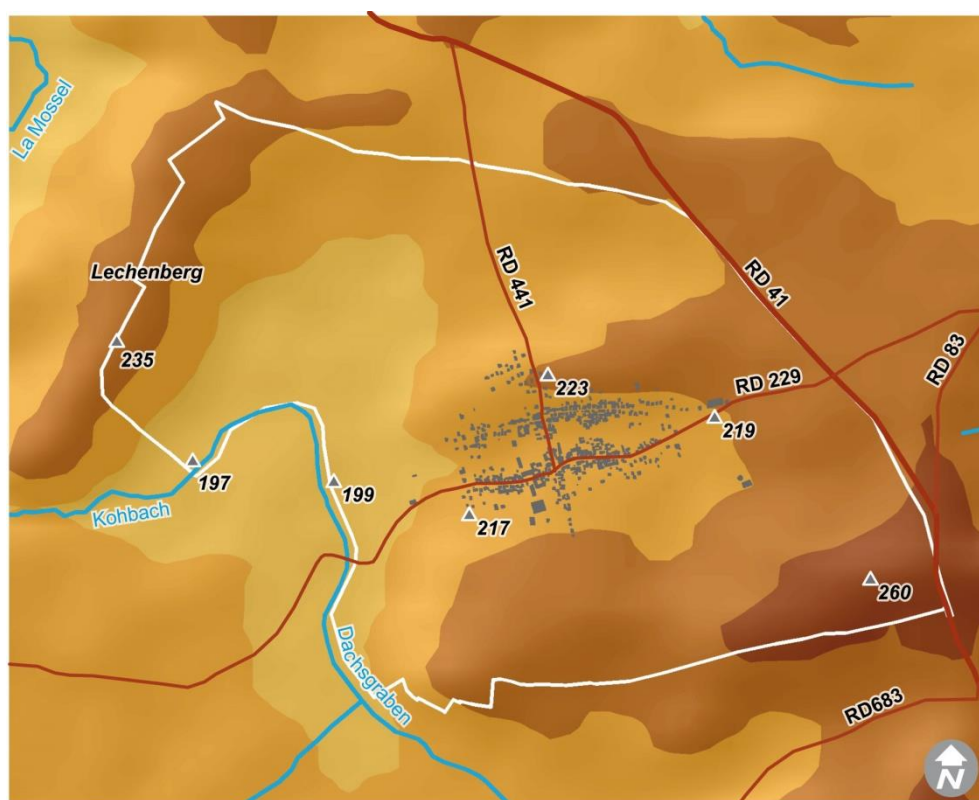 La Mossel
Lechenberg
RD 441
RD 41
235
223
RD 229
RD 83
219
197
199
Kohbach
217
260
Dachsgraben
RD683
N